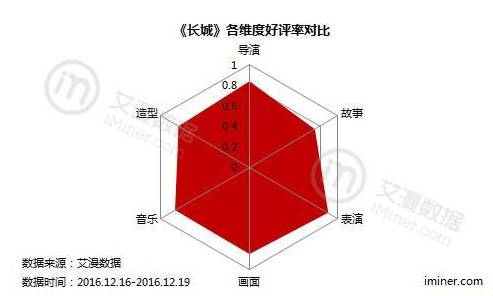 《长城》各维度好评率对比
导演
1
0.8
0.6
0.4
0.2
0
造型
故事
音乐
表演
画面
艾漫数据
iMiner.com
艾漫数据
iMiner.com
数据来源：艾漫数据
数据时间：2016.12.16-2016.12.19
iminer.com